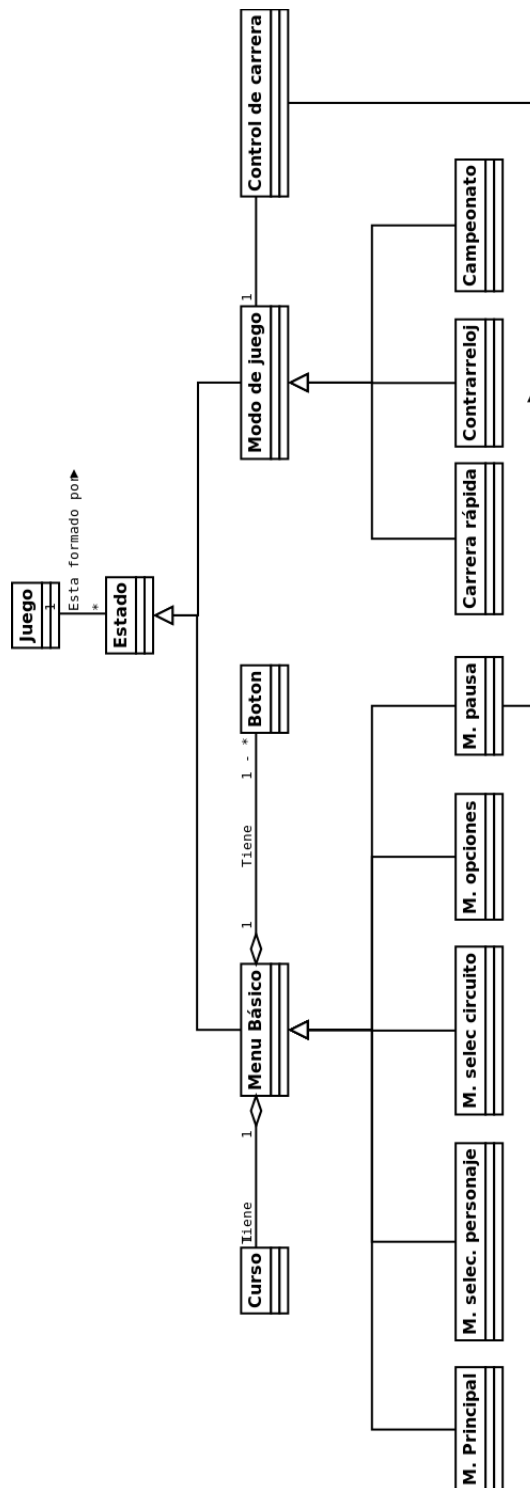 Juego
1
Esta formado por
*
Estado
Curso
Tiene
1
1
Menu Básico
1
Tiene
1 - *
Boton
Modo de juego
1
Control de carrera
M. Principal
M. selec. personaje
M. selec circuito
M. opciones
M. pausa
Carrera rápida
Contrarreloj
Campeonato